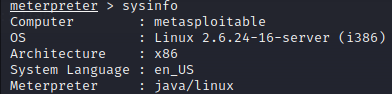 meterpreter > sysinfo
Computer        : metasploitable
OS              : Linux 2.6.24-16-server (i386)
Architecture    : x86
System Language : en_US
Meterpreter     : java/linux